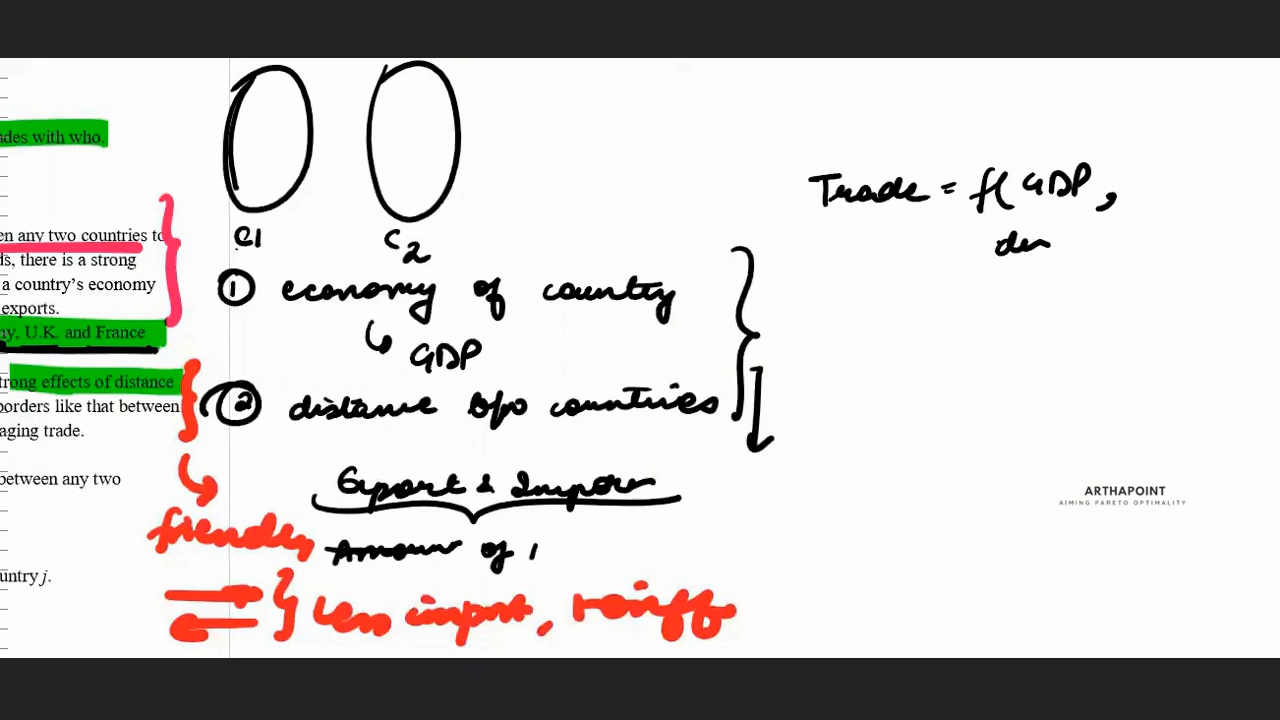 ades with who.
en any two countries to
ds, there is a strong
a country's economy
exports.
ny, U.K. and France
trong effects of distance
borders like that between
aging trade.
between any two
untry j.
C1
C2
① economy of country
GDP
② distance b/w countries
Export & Import
Amount of
friendly
Less import, tariff
Trade = f( GDP,
ARTHAPOINT
AIMING PARETO OPTIMALITY